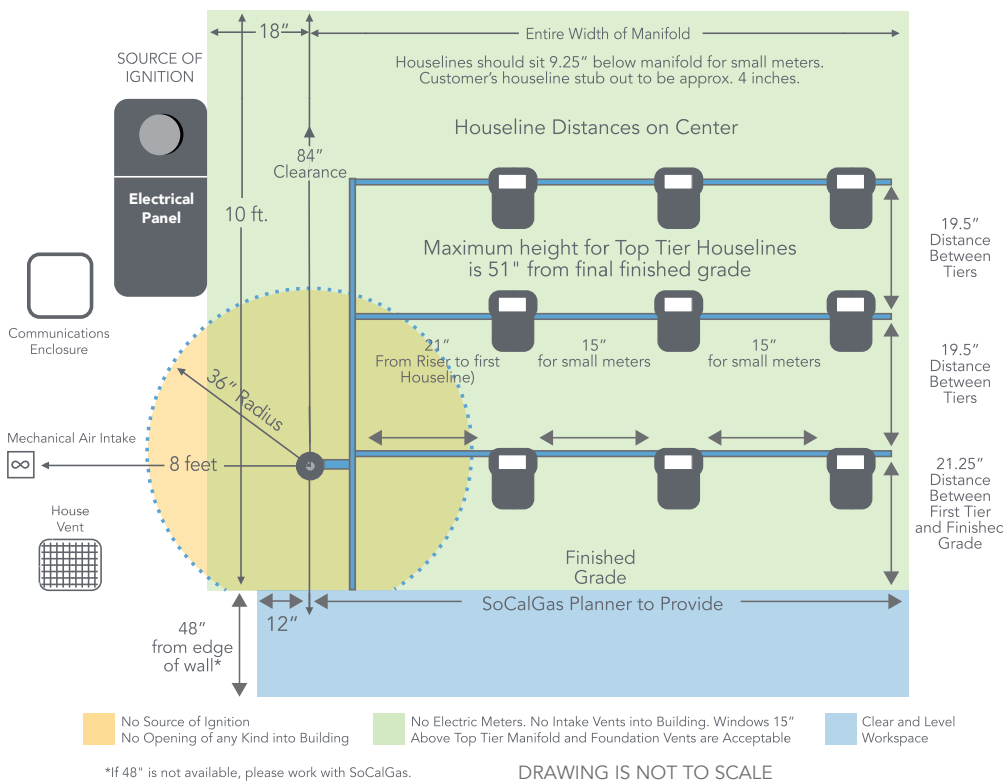 18”
Entire Width of Manifold
Houselines should sit 9.25” below manifold for small meters.
Customer’s houseline stub out to be approx. 4 inches.
SOURCE OF
IGNITION
Houseline Distances on Center
84”
Clearance
Electrical
Panel
10 ft.
19.5”
Distance
Between
Tiers
Maximum height for Top Tier Houselines
is 51" from final finished grade
Communications
Enclosure
21”
From Riser to first
Houseline)
15”
for small meters
15”
for small meters
19.5”
Distance
Between
Tiers
36” Radius
Mechanical Air Intake
8 feet
21.25”
Distance
Between
First Tier
and Finished
Grade
House
Vent
Finished
Grade
SoCalGas Planner to Provide
12”
48”
from edge
of wall*
No Source of Ignition
No Opening of any Kind into Building
No Electric Meters. No Intake Vents into Building. Windows 15”
Above Top Tier Manifold and Foundation Vents are Acceptable
Clear and Level
Workspace
*If 48" is not available, please work with SoCalGas.
DRAWING IS NOT TO SCALE